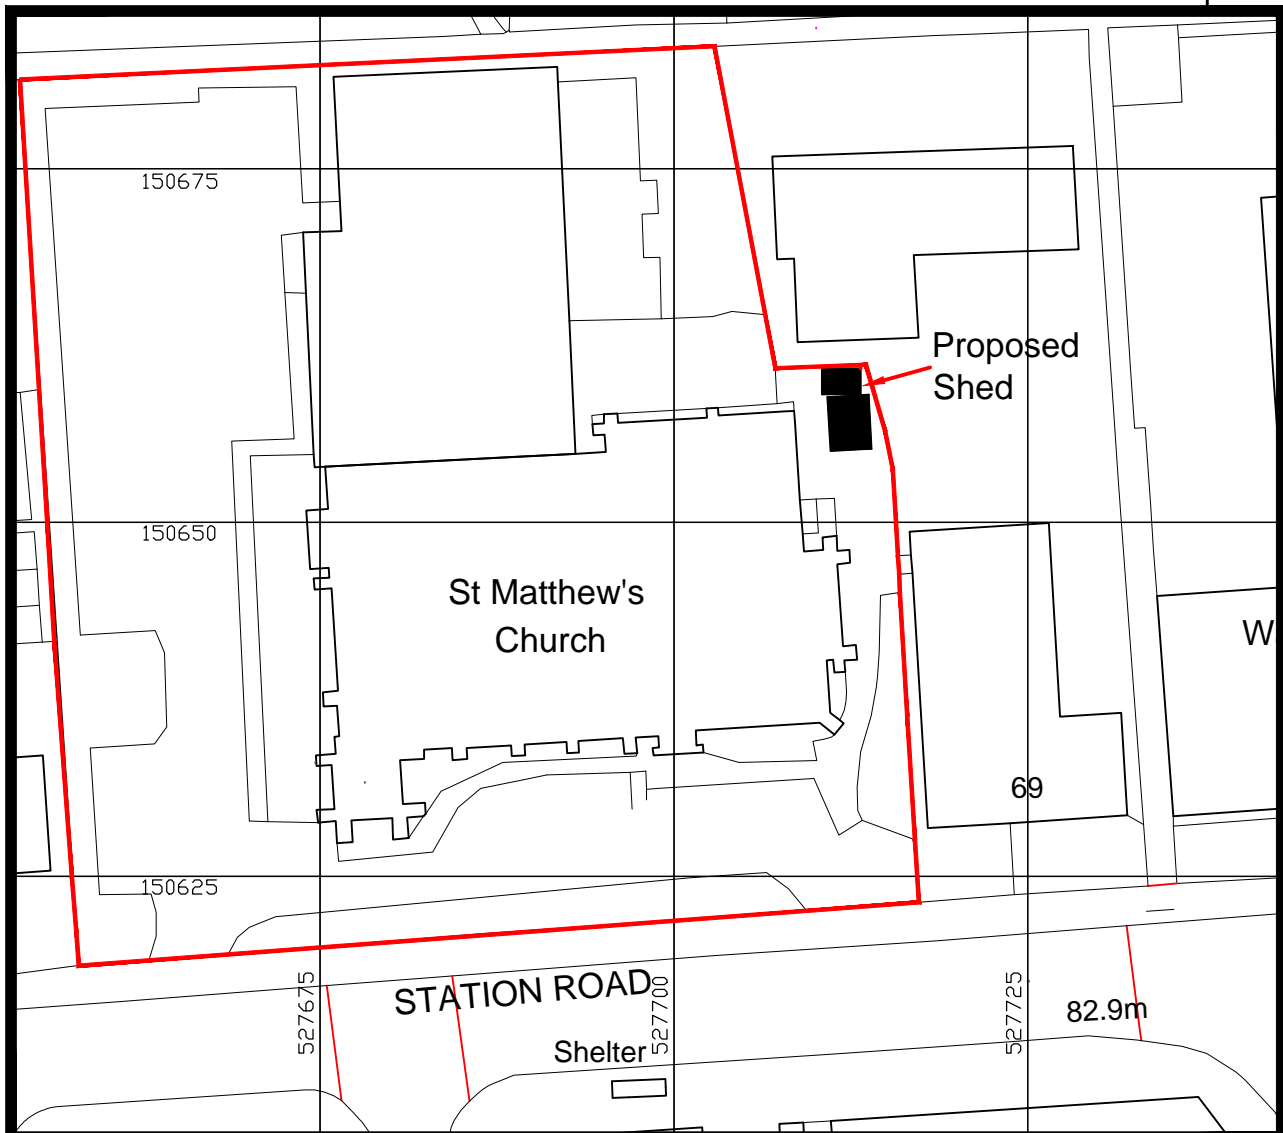 150675
Proposed
Shed
150650
St Matthew's
Church
W
69
150625
STATION ROAD
527675
527700
527725
82.9m
Shelter